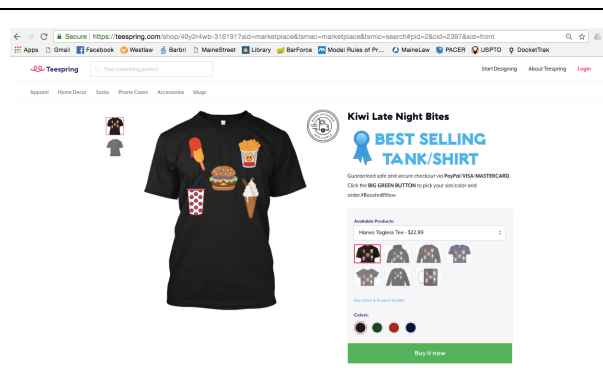 Secure https://teespring.com/shop/40y2r4wb-316191?aid=marketplace&tsmac=marketplace&tsmic=search#pid=2&cid=2397&sid=front
Apps Gmail Facebook Westlaw Barbri MaineStreet Library BarForce Model Rules of Pr... MaineLaw PACER USPTO DocketTrak
Teespring Find something perfect Start Designing About Teespring Login
Apparel Home Decor Socks Phone Cases Accessories Mugs
Kiwi Late Night Bites
BEST SELLING
TANK/SHIRT
Guaranteed safe and secure checkout via PayPal/VISA/MASTERCARD.
Click the BIG GREEN BUTTON to pick your size/color and
order.#BoostedPillow
Available Products:
Hanes Tagless Tee - $22.99
Size Chart & Product Details
Colors:
Buy it now